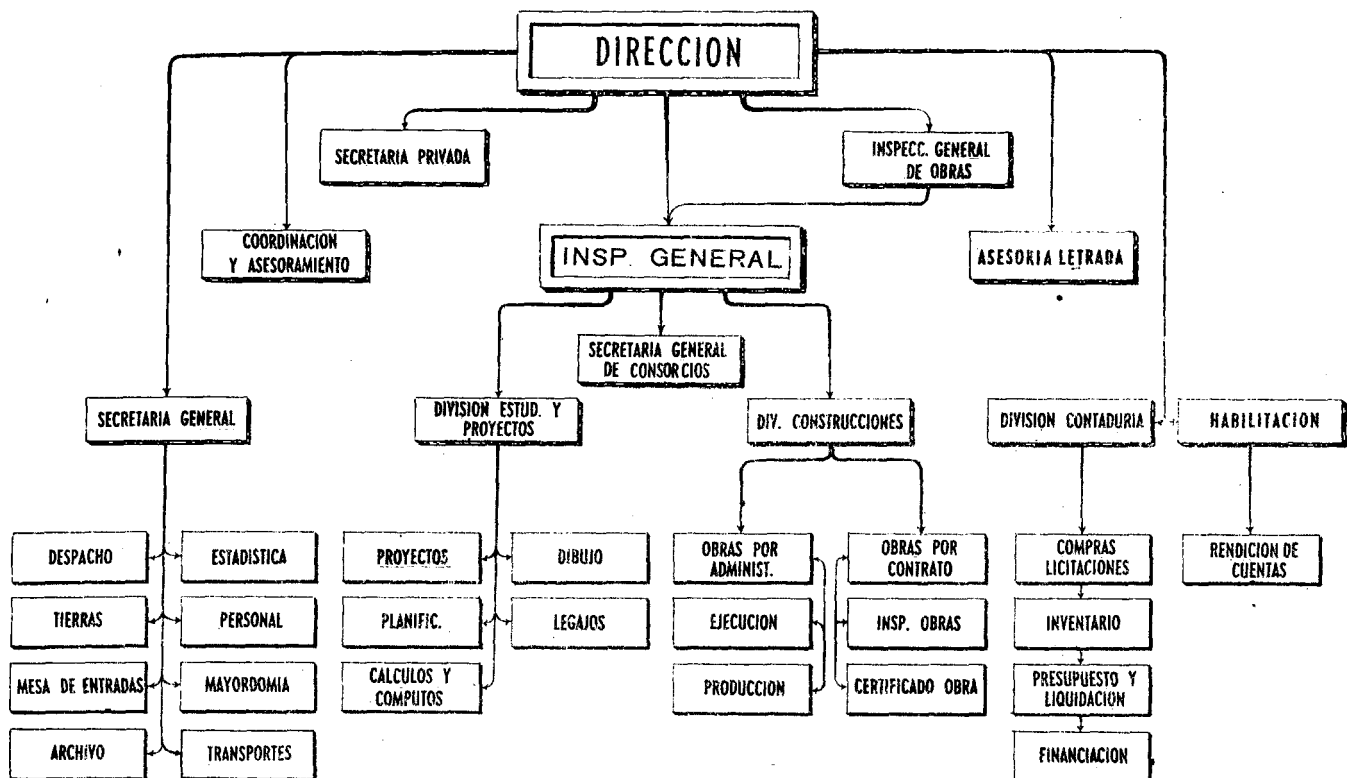 DIRECCION
SECRETARIA PRIVADA
INSPECC. GENERAL
DE OBRAS
COORDINACION
Y ASESORAMIENTO
INSP. GENERAL
ASESORIA LETRADA
SECRETARIA GENERAL
DE CONSORCIOS
SECRETARIA GENERAL
DIVISION ESTUD. Y
PROYECTOS
DIV. CONSTRUCCIONES
DIVISION CONTADURIA
HABILITACION
DESPACHO
ESTADISTICA
PROYECTOS
DIBUJO
OBRAS POR
ADMINIST.
OBRAS POR
CONTRATO
COMPRAS
LICITACIONES
RENDICION DE
CUENTAS
TIERRAS
PERSONAL
PLANIFIC.
LEGAJOS
EJECUCION
INSP. OBRAS
INVENTARIO
MESA DE ENTRADAS
MAYORDOMIA
CALCULOS Y
COMPUTOS
PRODUCCION
CERTIFICADO OBRA
PRESUPUESTO Y
LIQUIDACION
ARCHIVO
TRANSPORTES
FINANCIACION